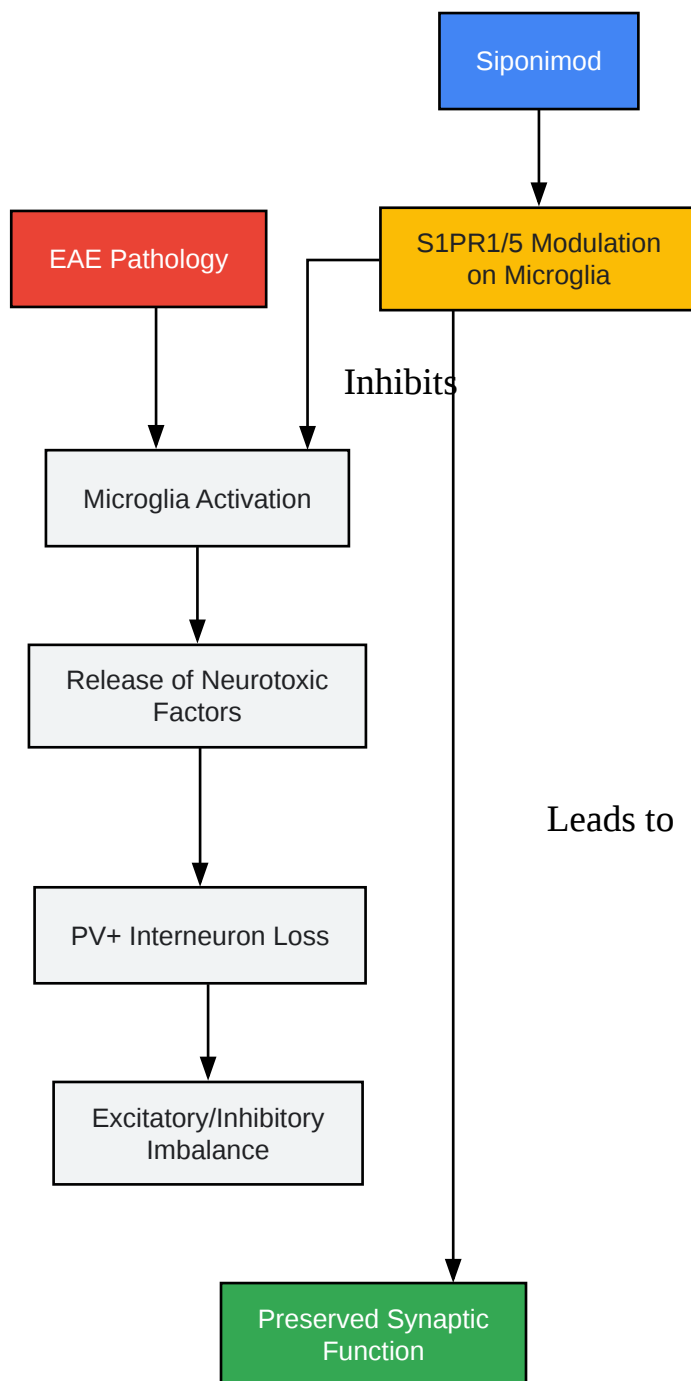 Siponimod
EAE Pathology
S1PR1/5 Modulation
on Microglia
Inhibits
Microglia Activation
Release of Neurotoxic
Factors
Leads to
PV+ Interneuron Loss
Excitatory/Inhibitory
Imbalance
Preserved Synaptic
Function